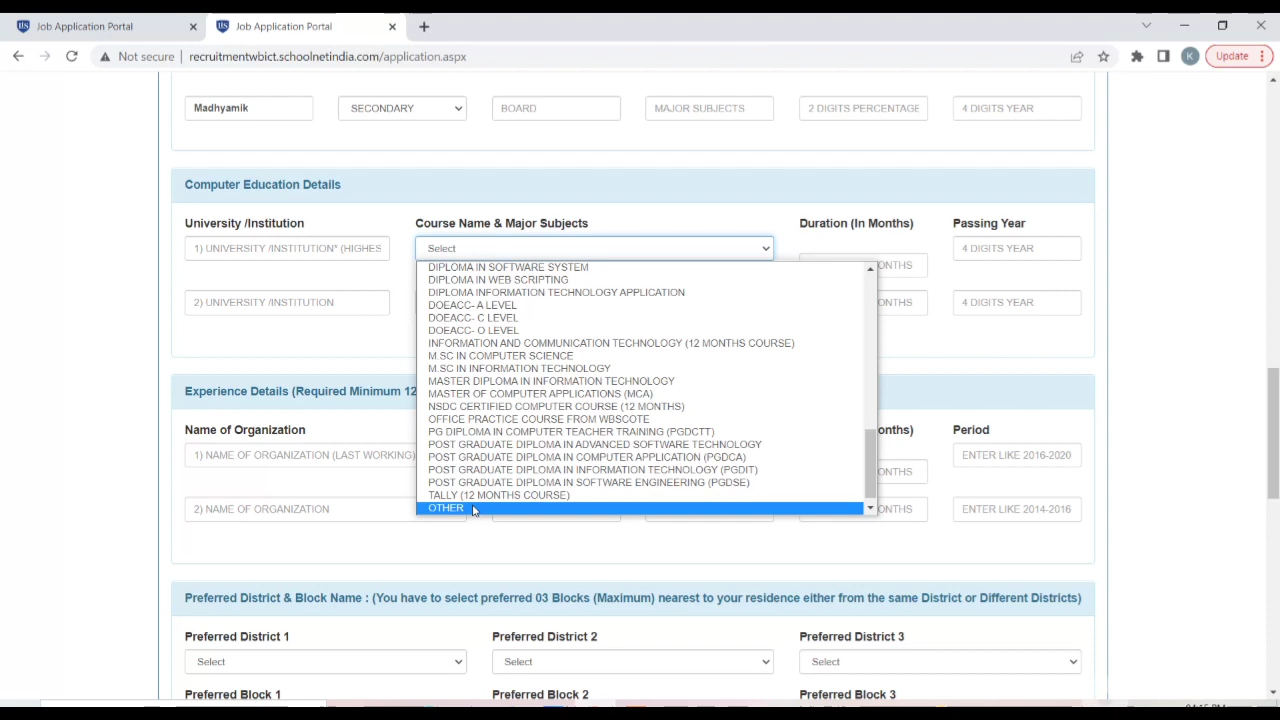 Job Application Portal
Job Application Portal
Not secure
recruitmentwbict.schoolnetindia.com/application.aspx
K
Update
Madhyamik
SECONDARY
BOARD
MAJOR SUBJECTS
2 DIGITS PERCENTAGE
4 DIGITS YEAR
Computer Education Details
University /Institution
Course Name & Major Subjects
Duration (In Months)
Passing Year
1) UNIVERSITY /INSTITUTION* (HIGHES
Select
ONTHS
4 DIGITS YEAR
2) UNIVERSITY /INSTITUTION
ONTHS
4 DIGITS YEAR
DIPLOMA IN SOFTWARE SYSTEM
DIPLOMA IN WEB SCRIPTING
DIPLOMA INFORMATION TECHNOLOGY APPLICATION
DOEACC- A LEVEL
DOEACC- C LEVEL
DOEACC- O LEVEL
INFORMATION AND COMMUNICATION TECHNOLOGY (12 MONTHS COURSE)
M.SC IN COMPUTER SCIENCE
M.SC IN INFORMATION TECHNOLOGY
MASTER DIPLOMA IN INFORMATION TECHNOLOGY
MASTER OF COMPUTER APPLICATIONS (MCA)
NSDC CERTIFIED COMPUTER COURSE (12 MONTHS)
OFFICE PRACTICE COURSE FROM WBSCOTE
PG DIPLOMA IN COMPUTER TEACHER TRAINING (PGDCTT)
POST GRADUATE DIPLOMA IN ADVANCED SOFTWARE TECHNOLOGY
POST GRADUATE DIPLOMA IN COMPUTER APPLICATION (PGDCA)
POST GRADUATE DIPLOMA IN INFORMATION TECHNOLOGY (PGDIT)
POST GRADUATE DIPLOMA IN SOFTWARE ENGINEERING (PGDSE)
TALLY (12 MONTHS COURSE)
OTHER
Experience Details (Required Minimum 12
Name of Organization
onths)
Period
1) NAME OF ORGANIZATION (LAST WORKING)
ONTHS
ENTER LIKE 2016-2020
2) NAME OF ORGANIZATION
ONTHS
ENTER LIKE 2014-2016
Preferred District & Block Name : (You have to select preferred 03 Blocks (Maximum) nearest to your residence either from the same District or Different Districts)
Preferred District 1
Preferred District 2
Preferred District 3
Select
Select
Select
Preferred Block 1
Preferred Block 2
Preferred Block 3